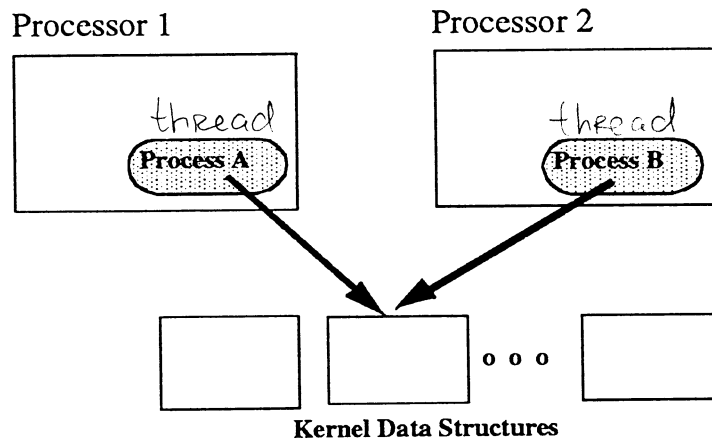 Processor 1
Processor 2
thread
thread
Process A
Process B
o o o
Kernel Data Structures